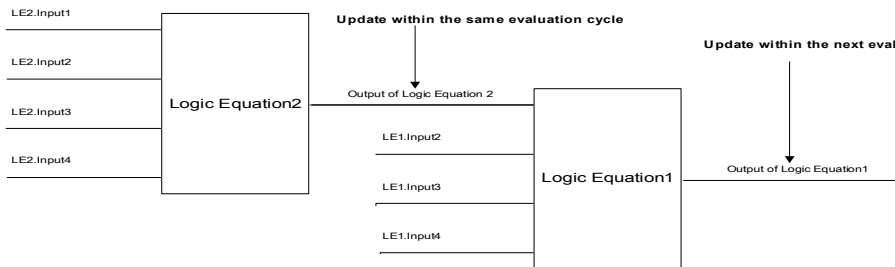 Update within the same evaluation cycle
Update within the next eval
LE2.Input1
LE2.Input2
LE2.Input3
LE2.Input4
Logic Equation2
Output of Logic Equation 2
LE1.Input2
LE1.Input3
LE1.Input4
Logic Equation1
Output of Logic Equation1